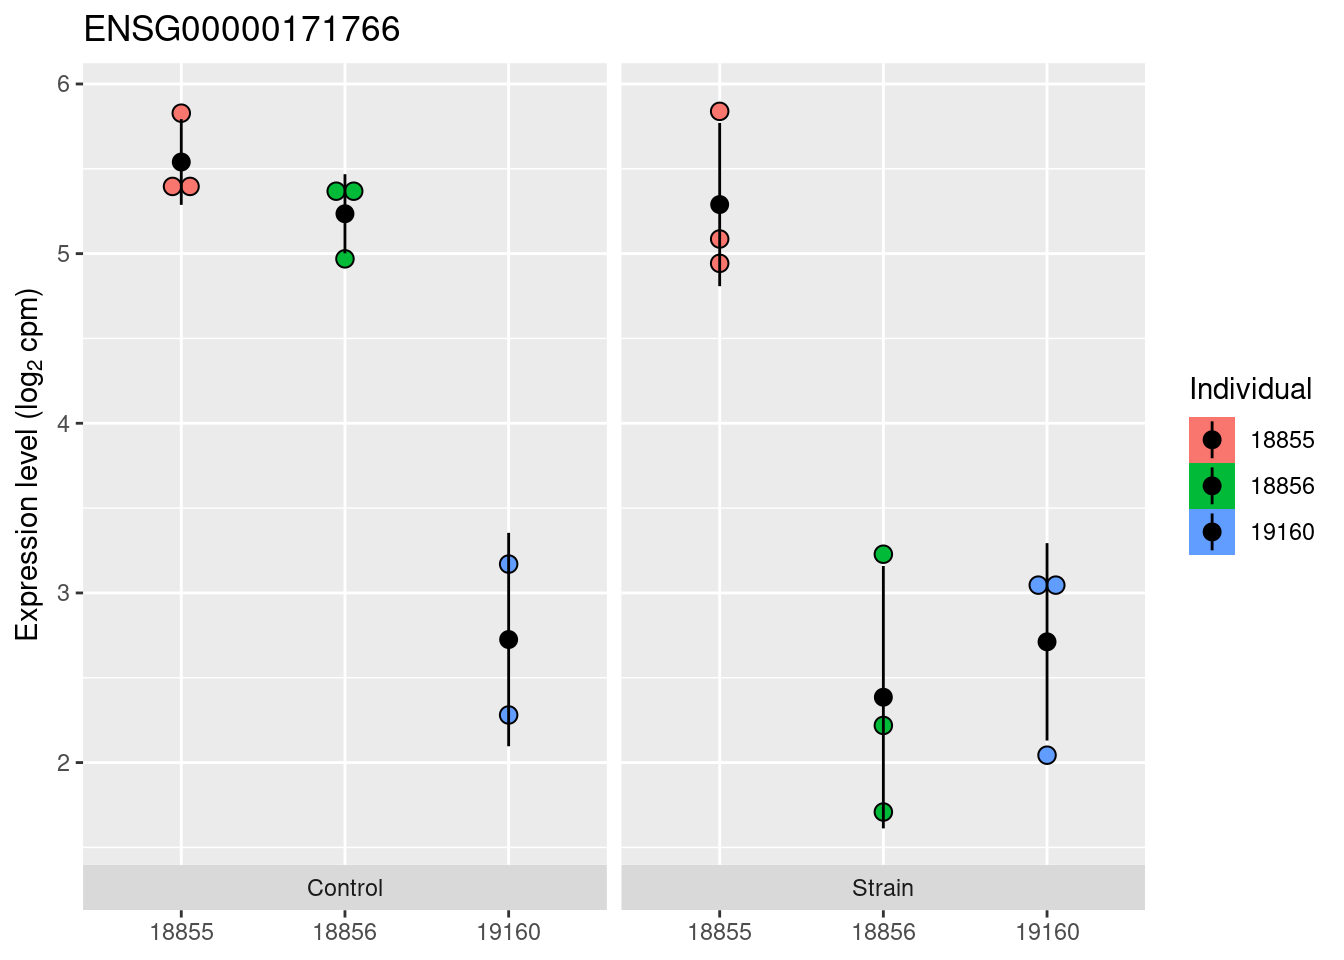 ENSG00000171766
Expression level (log₂ cpm)
6
5
4
3
2
Control
Strain
18855 18856 19160
18855 18856 19160
Individual
18855
18856
19160